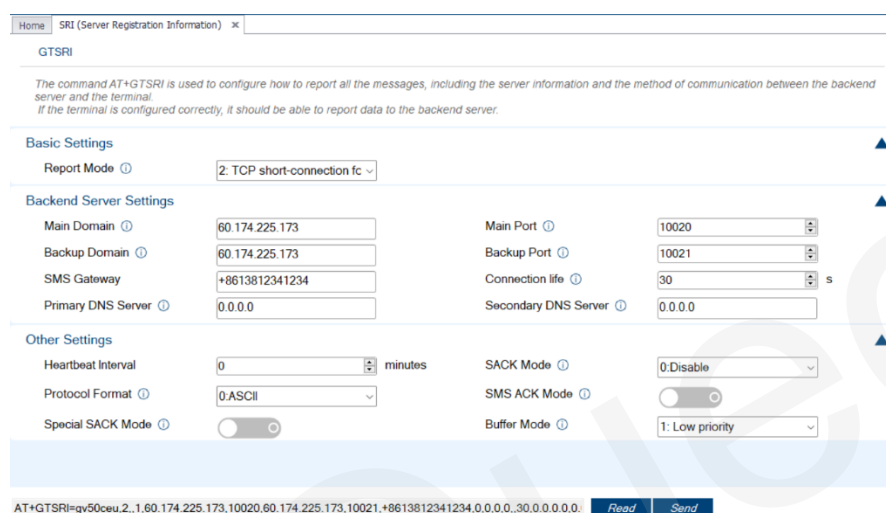 Home SRI (Server Registration Information) ×
GTSRI
The command AT+GTSRI is used to configure how to report all the messages, including the server information and the method of communication between the backend
server and the terminal.
If the terminal is configured correctly, it should be able to report data to the backend server.
Basic Settings
Report Mode 2: TCP short-connection fc
Backend Server Settings
Main Domain 60.174.225.173 Main Port 10020
Backup Domain 60.174.225.173 Backup Port 10021
SMS Gateway +8613812341234 Connection life 30 s
Primary DNS Server 0.0.0.0 Secondary DNS Server 0.0.0.0
Other Settings
Heartbeat Interval 0 minutes SACK Mode 0:Disable
Protocol Format 0:ASCII SMS ACK Mode
Special SACK Mode Buffer Mode 1: Low priority
AT+GTSRI=gv50ceu,2,,1,60.174.225.173,10020,60.174.225.173,10021,+8613812341234,0,0,0,0,,30,0.0.0.0,0. Read Send